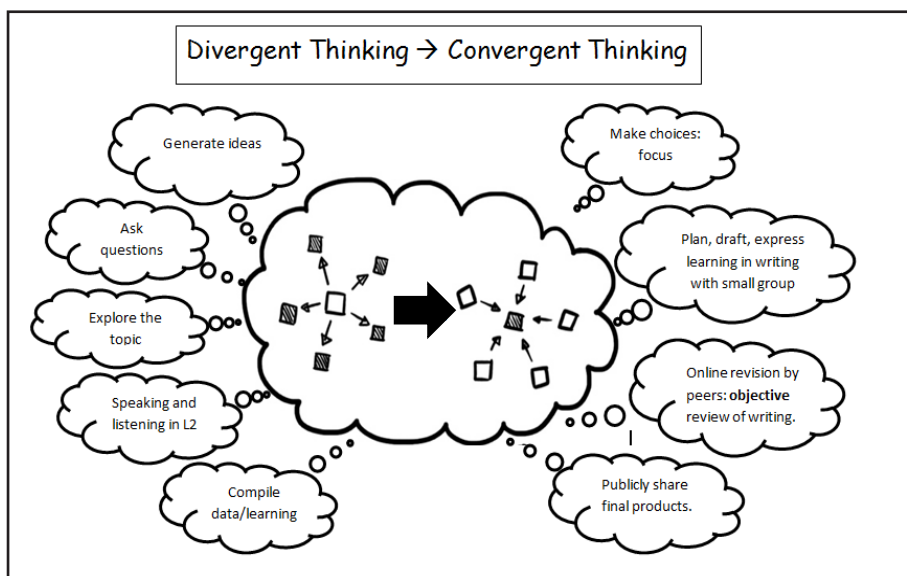 Divergent Thinking → Convergent Thinking
Generate ideas
Ask
questions
Explore the
topic
Speaking and
listening in L2
Compile
data/learning
Make choices:
focus
Plan, draft, express
learning in writing
with small group
Online revision by
peers: objective
review of writing.
Publicly share
final products.